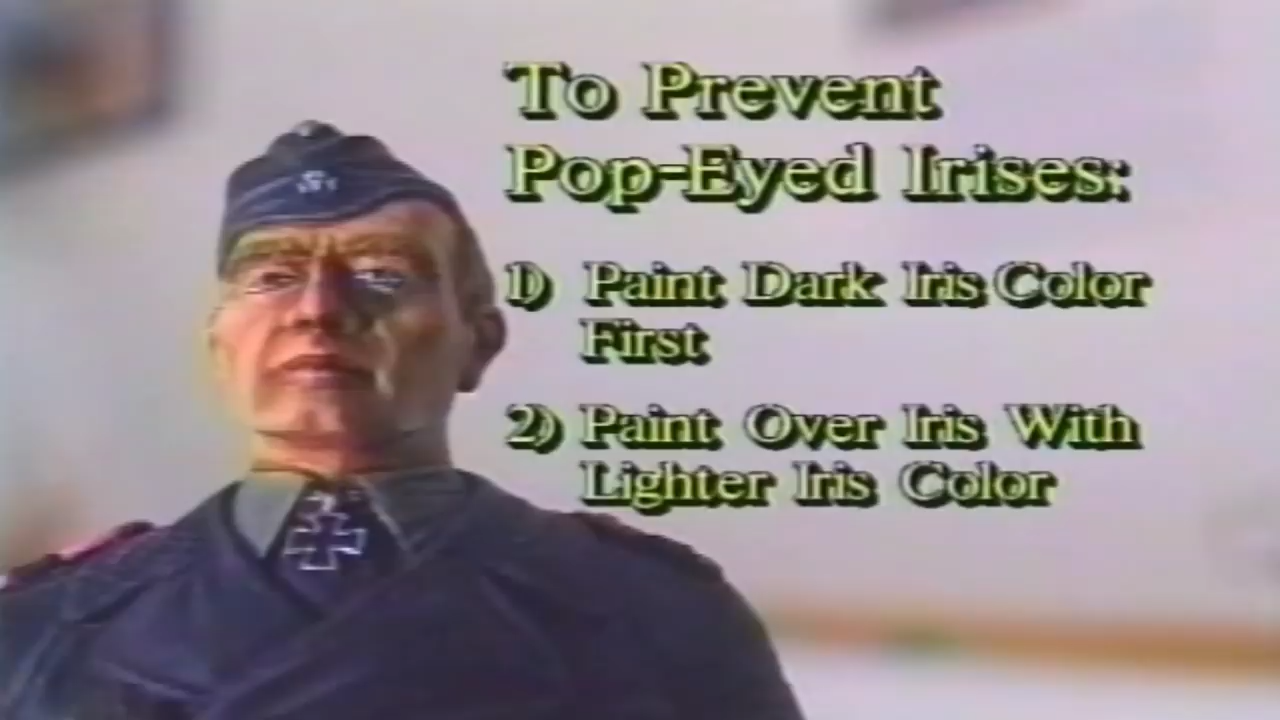 To Prevent
Pop-Eyed Irises:
1) Paint Dark Iris Color
First
2) Paint Over Iris With
Lighter Iris Color